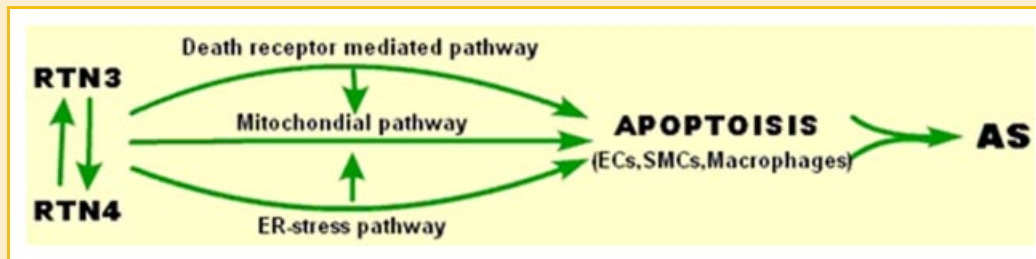 Death receptor mediated pathway
RTN3
Mitochondial pathway
APOPTOISIS
AS
(ECs,SMCs,Macrophages)
RTN4
ER-stress pathway